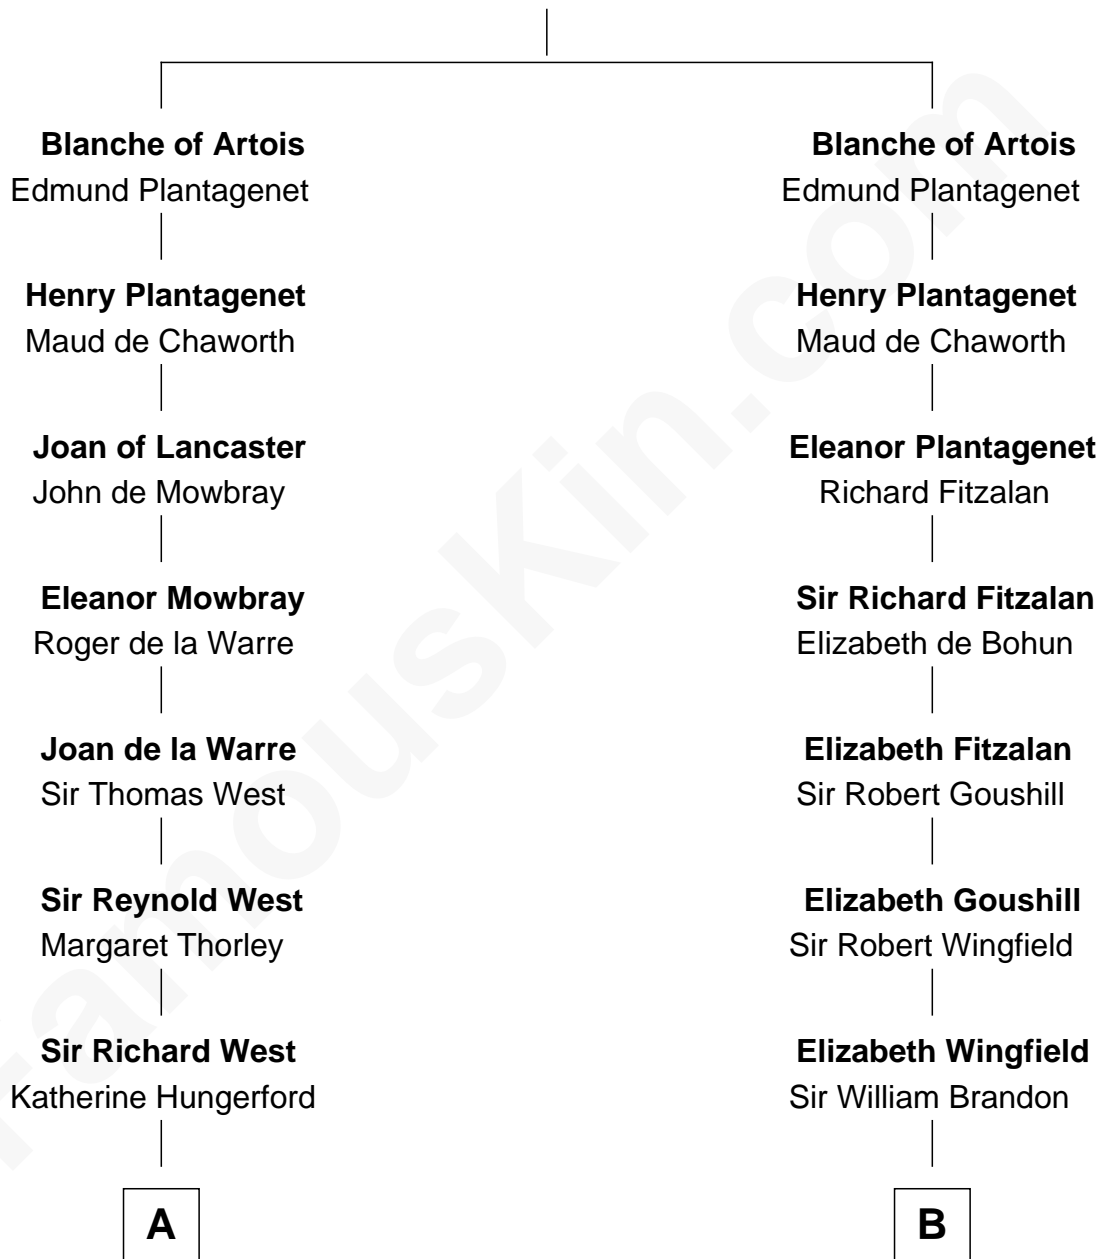 Blanche of Artois
Edmund Plantagenet
Henry Plantagenet
Maud de Chaworth
Joan of Lancaster
John de Mowbray
Eleanor Mowbray
Roger de la Warre
Joan de la Warre
Sir Thomas West
Sir Reynold West
Margaret Thorley
Sir Richard West
Katherine Hungerford
A
Blanche of Artois
Edmund Plantagenet
Henry Plantagenet
Maud de Chaworth
Eleanor Plantagenet
Richard Fitzalan
Sir Richard Fitzalan
Elizabeth de Bohun
Elizabeth Fitzalan
Sir Robert Goushill
Elizabeth Goushill
Sir Robert Wingfield
Elizabeth Wingfield
Sir William Brandon
B
FamousKin.com